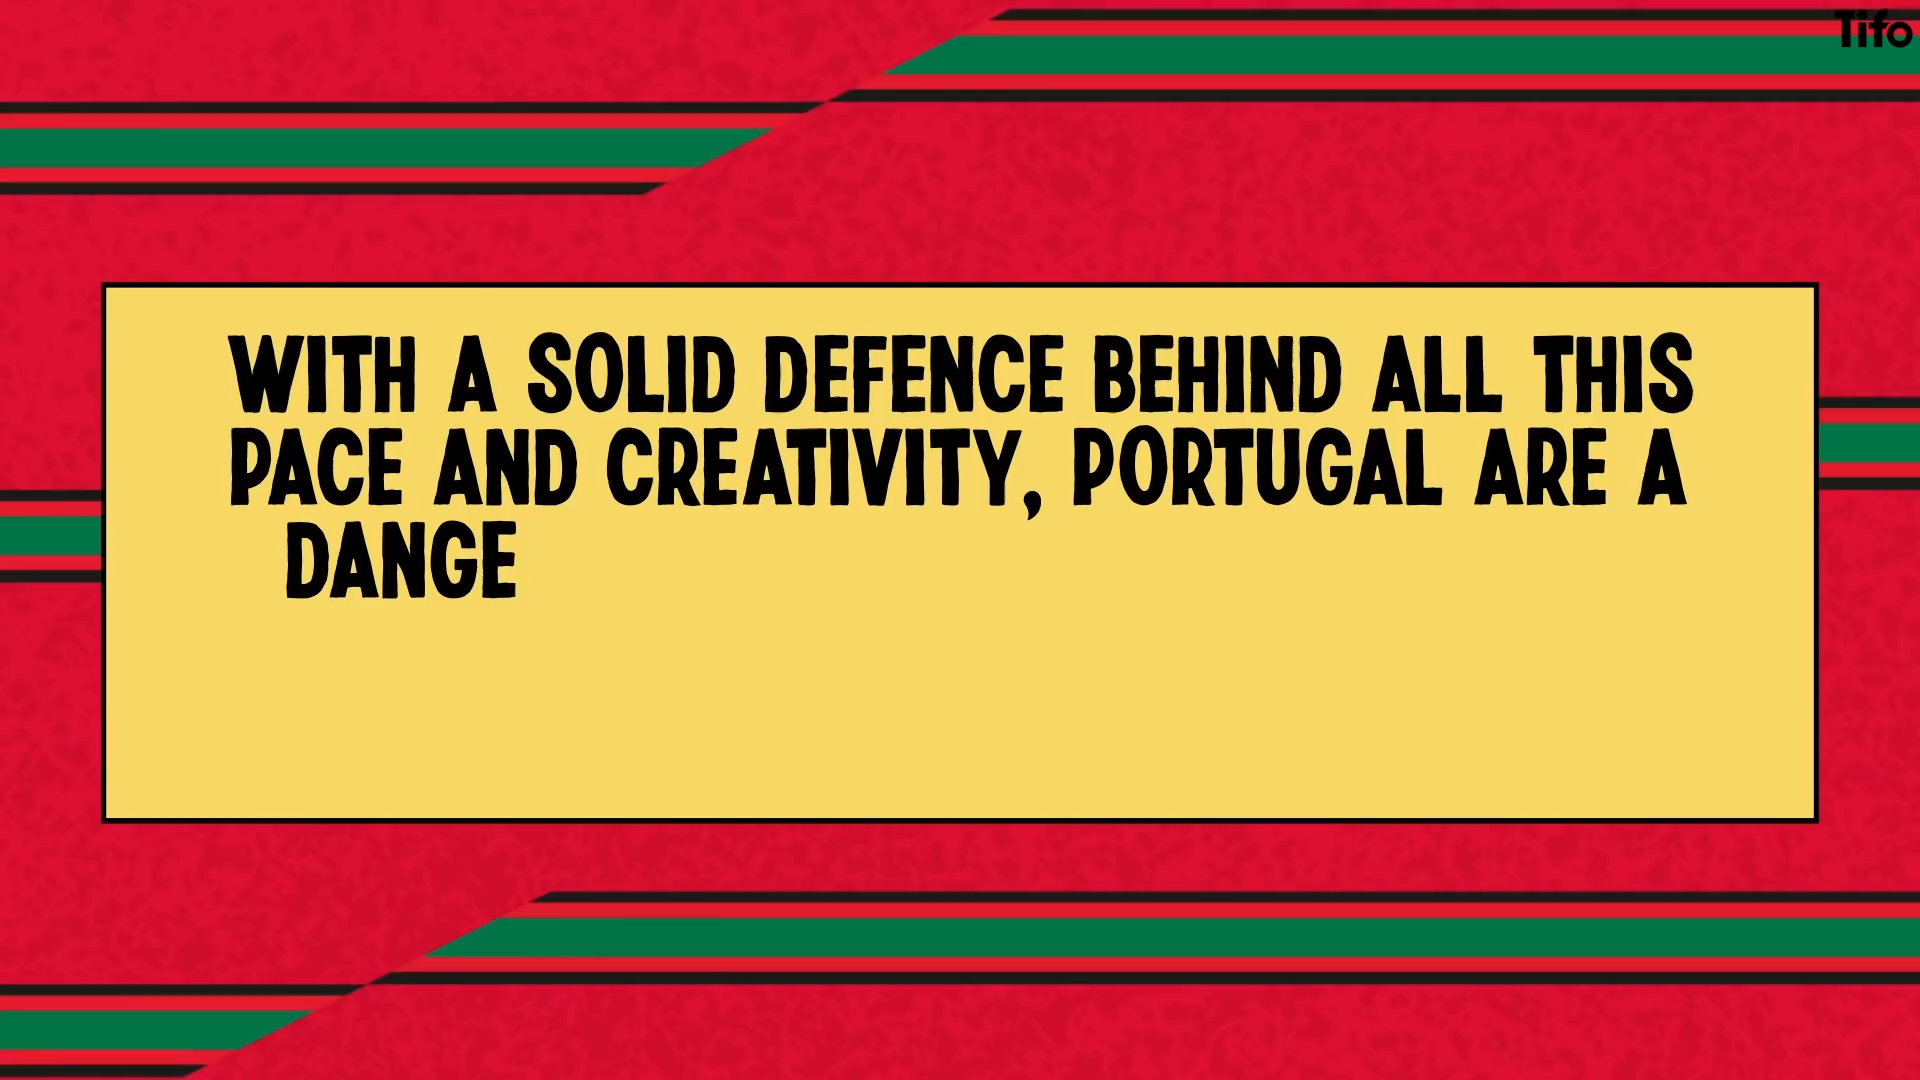 Tifo
WITH A SOLID DEFENCE BEHIND ALL THIS
PACE AND CREATIVITY, PORTUGAL ARE A
DANGE